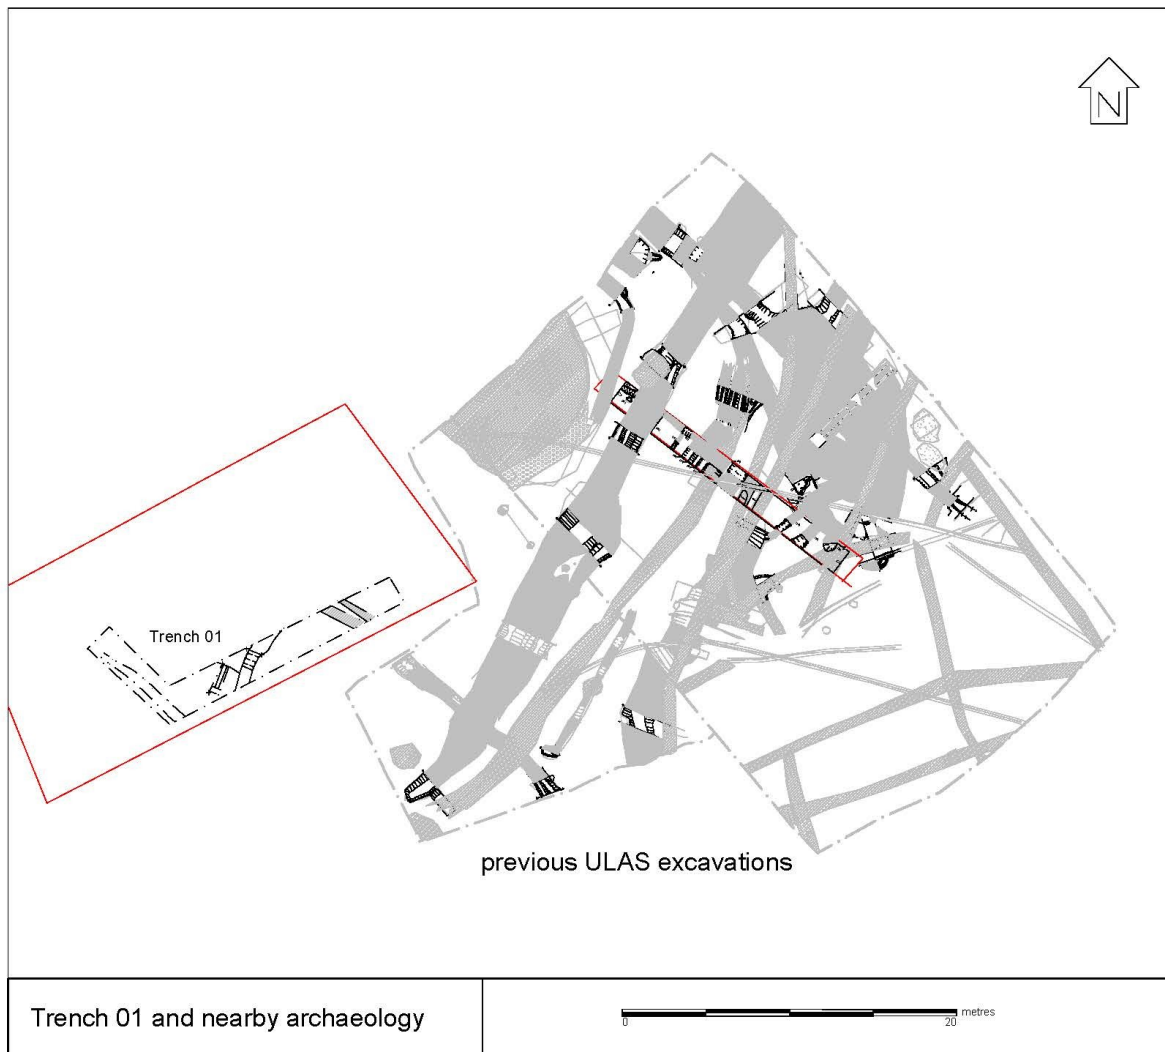 N
Trench 01
previous ULAS excavations
Trench 01 and nearby archaeology
metres
0 20